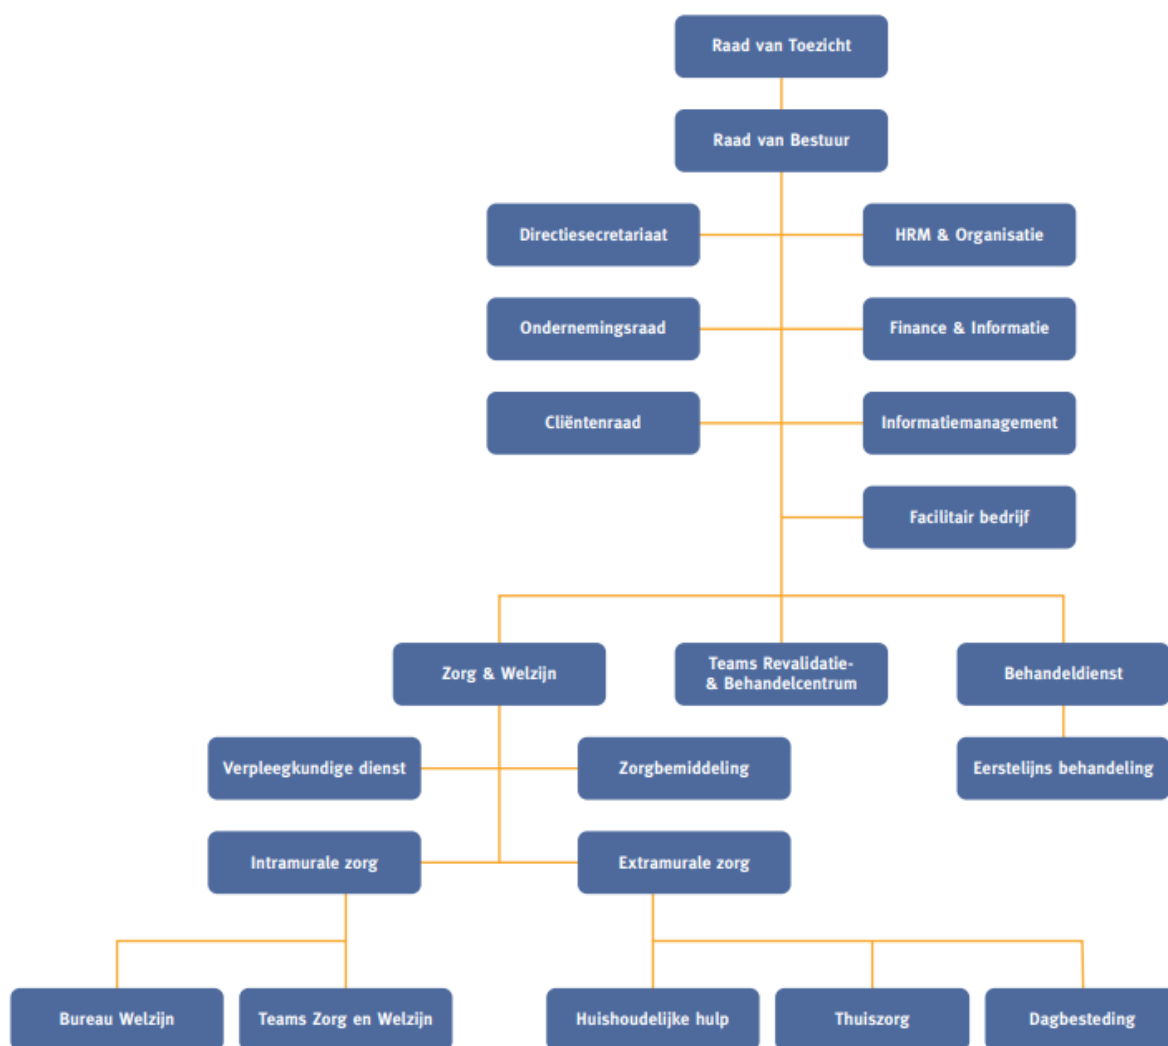 Raad van Toezicht
Raad van Bestuur
Directiesecretariaat
HRM & Organisatie
Ondernemingsraad
Finance & Informatie
Cliëntenraad
Informatiemanagement
Facilitair bedrijf
Zorg & Welzijn
Teams Revalidatie-
& Behandelcentrum
Behandeldienst
Verpleegkundige dienst
Zorgbemiddeling
Eerstelijns behandeling
Intramurale zorg
Extramurale zorg
Bureau Welzijn
Teams Zorg en Welzijn
Huishoudelijke hulp
Thuiszorg
Dagbesteding